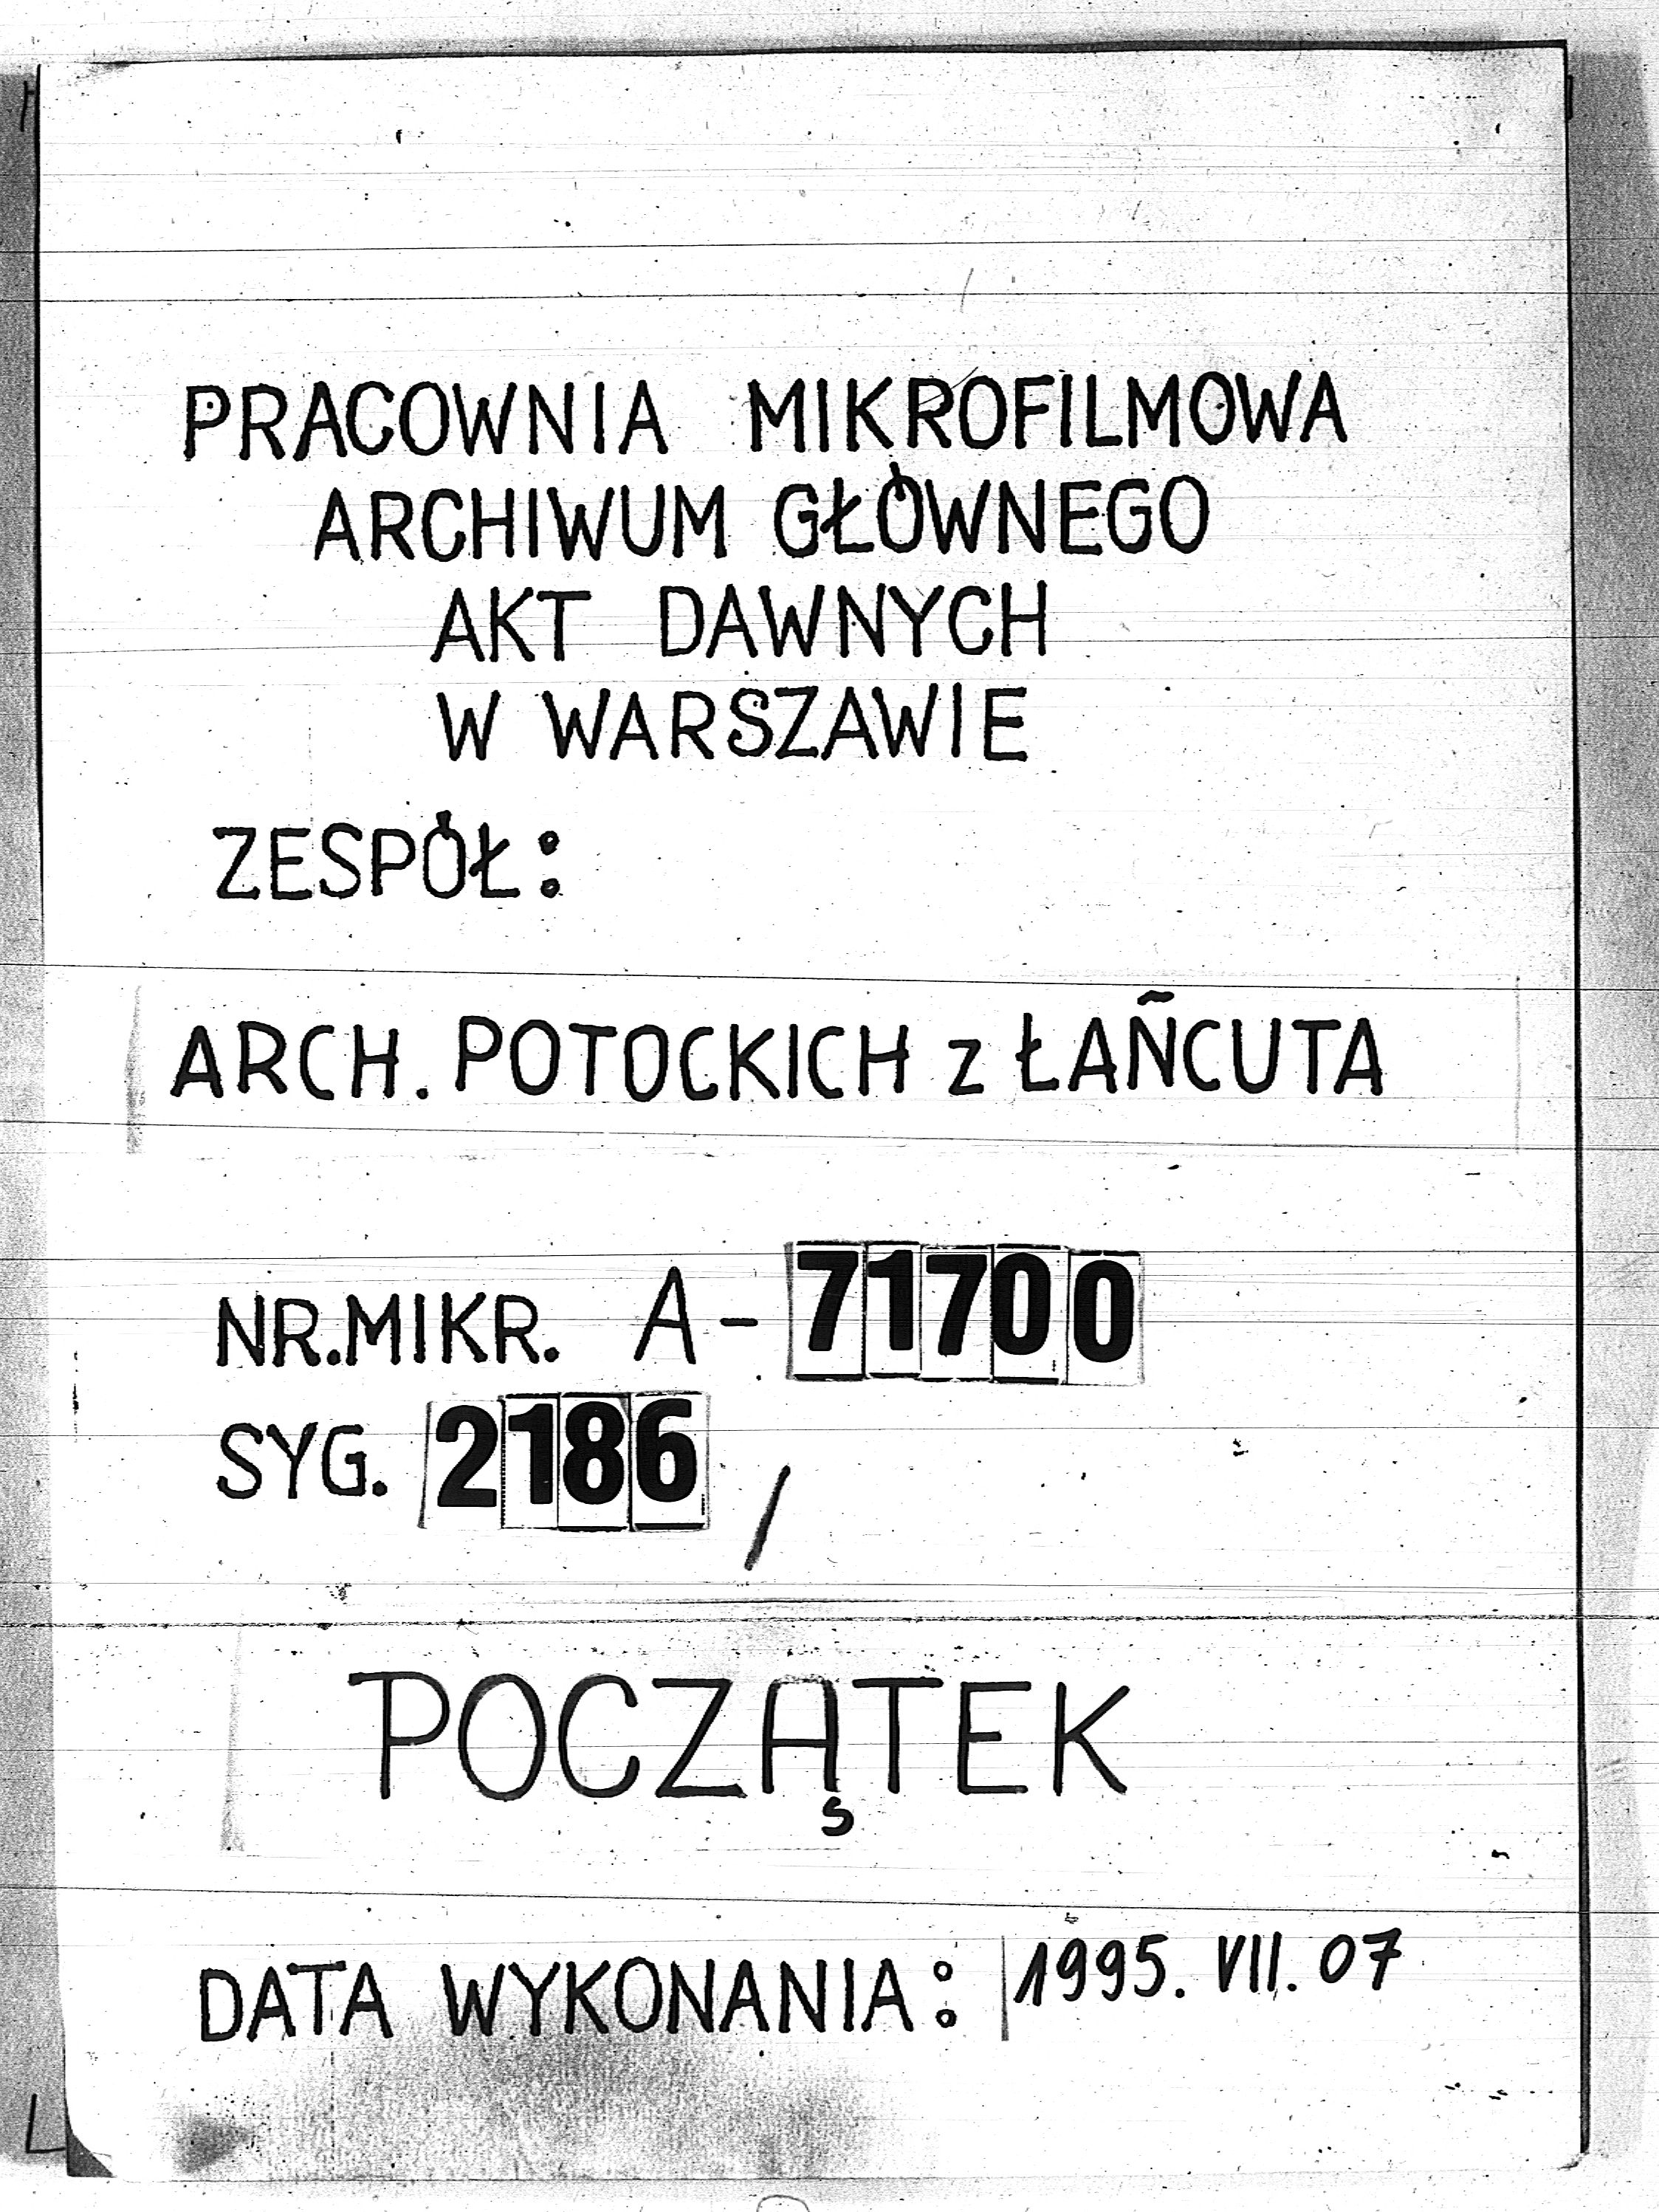 PRACOWNIA MIKROFILMOWA
ARCHIWUM GŁÓWNEGO
AKT DAWNYCH
W WARSZAWIE
ZESPÓŁ:
ARCH. POTOCKICH z ŁAŃCUTA
NR.MIKR. A-71700
SYG. 2186 /
POCZĄTEK
DATA WYKONANIA: 1995. VII. 07